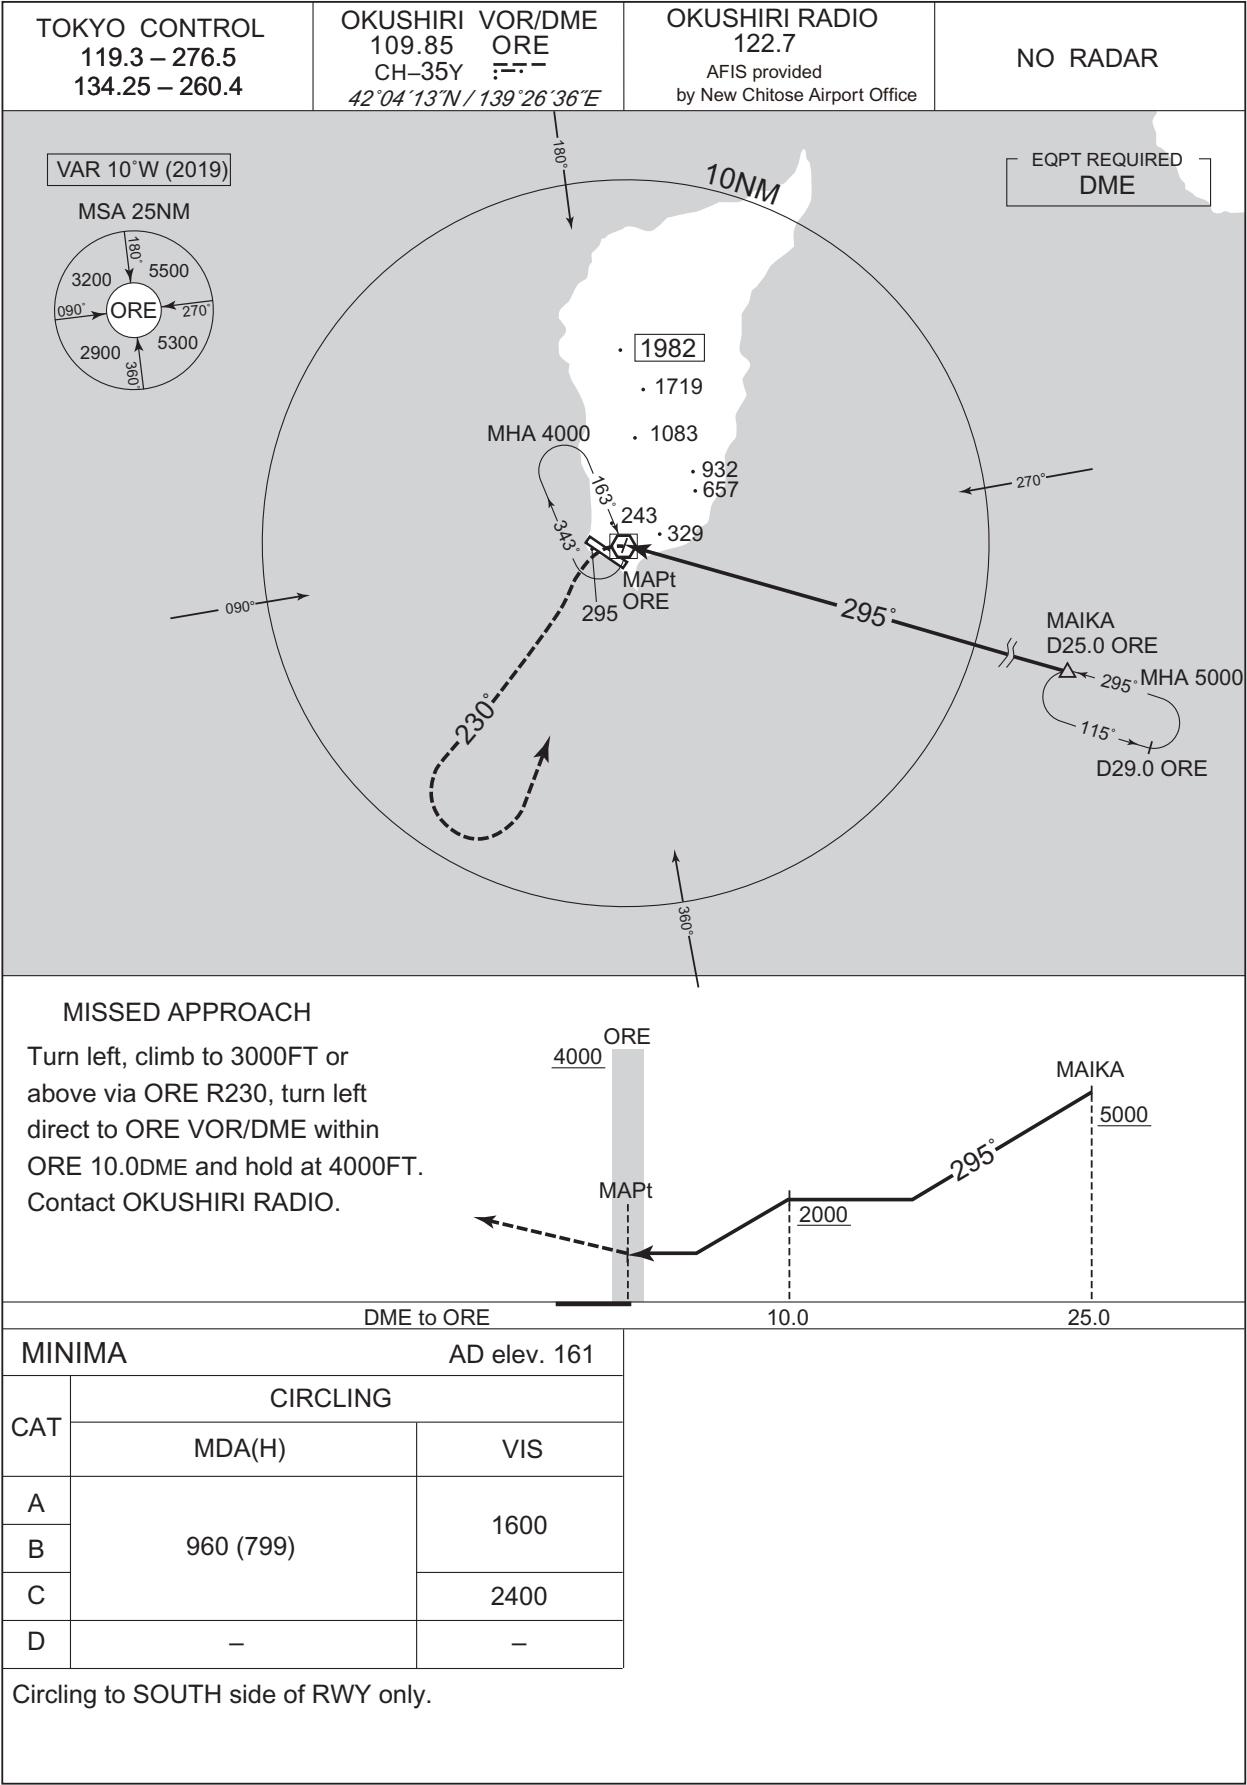 TOKYO CONTROL
119.3 – 276.5
134.25 – 260.4
OKUSHIRI VOR/DME
109.85 ORE
CH–35Y
42°04´13˝N / 139°26´36˝E
OKUSHIRI RADIO
122.7
AFIS provided
by New Chitose Airport Office
NO RADAR
VAR 10˚W (2019)
MSA 25NM
180˚
3200
5500
090˚
ORE
270˚
2900
5300
360˚
180°
10NM
EQPT REQUIRED
DME
1982
1719
MHA 4000
1083
932
657
163°
243
329
343°
270°
MAPt
ORE
295
090°
295°
MAIKA
D25.0 ORE
295° MHA 5000
115°
D29.0 ORE
230°
360°
MISSED APPROACH
Turn left, climb to 3000FT or
above via ORE R230, turn left
direct to ORE VOR/DME within
ORE 10.0DME and hold at 4000FT.
Contact OKUSHIRI RADIO.
ORE
4000
MAIKA
5000
295°
MAPt
2000
DME to ORE 10.0 25.0
MINIMA AD elev. 161
CAT
CIRCLING
MDA(H) VIS
A
B
C
D
960 (799)
1600
2400
– –
Circling to SOUTH side of RWY only.